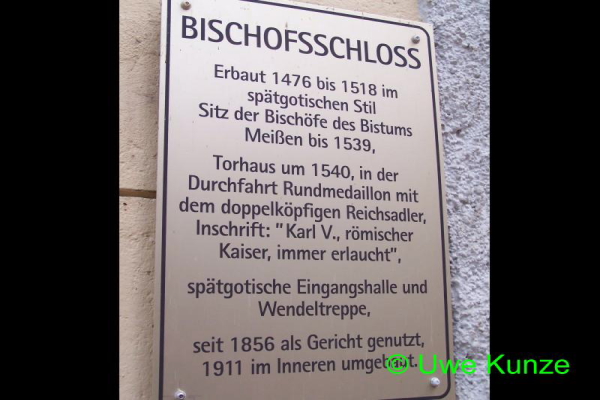 BISCHOFSSCHLOSS
Erbaut 1476 bis 1518 im
spätgotischen Stil
Sitz der Bischöfe des Bistums
Meißen bis 1539,
Torhaus um 1540, in der
Durchfahrt Rundmedaillon mit
dem doppelköpfigen Reichsadler,
Inschrift: "Karl V., römischer
Kaiser, immer erlaucht",
spätgotische Eingangshalle und
Wendeltreppe,
seit 1856 als Gericht genutzt,
1911 im Inneren umgebaut.
© Uwe Kunze